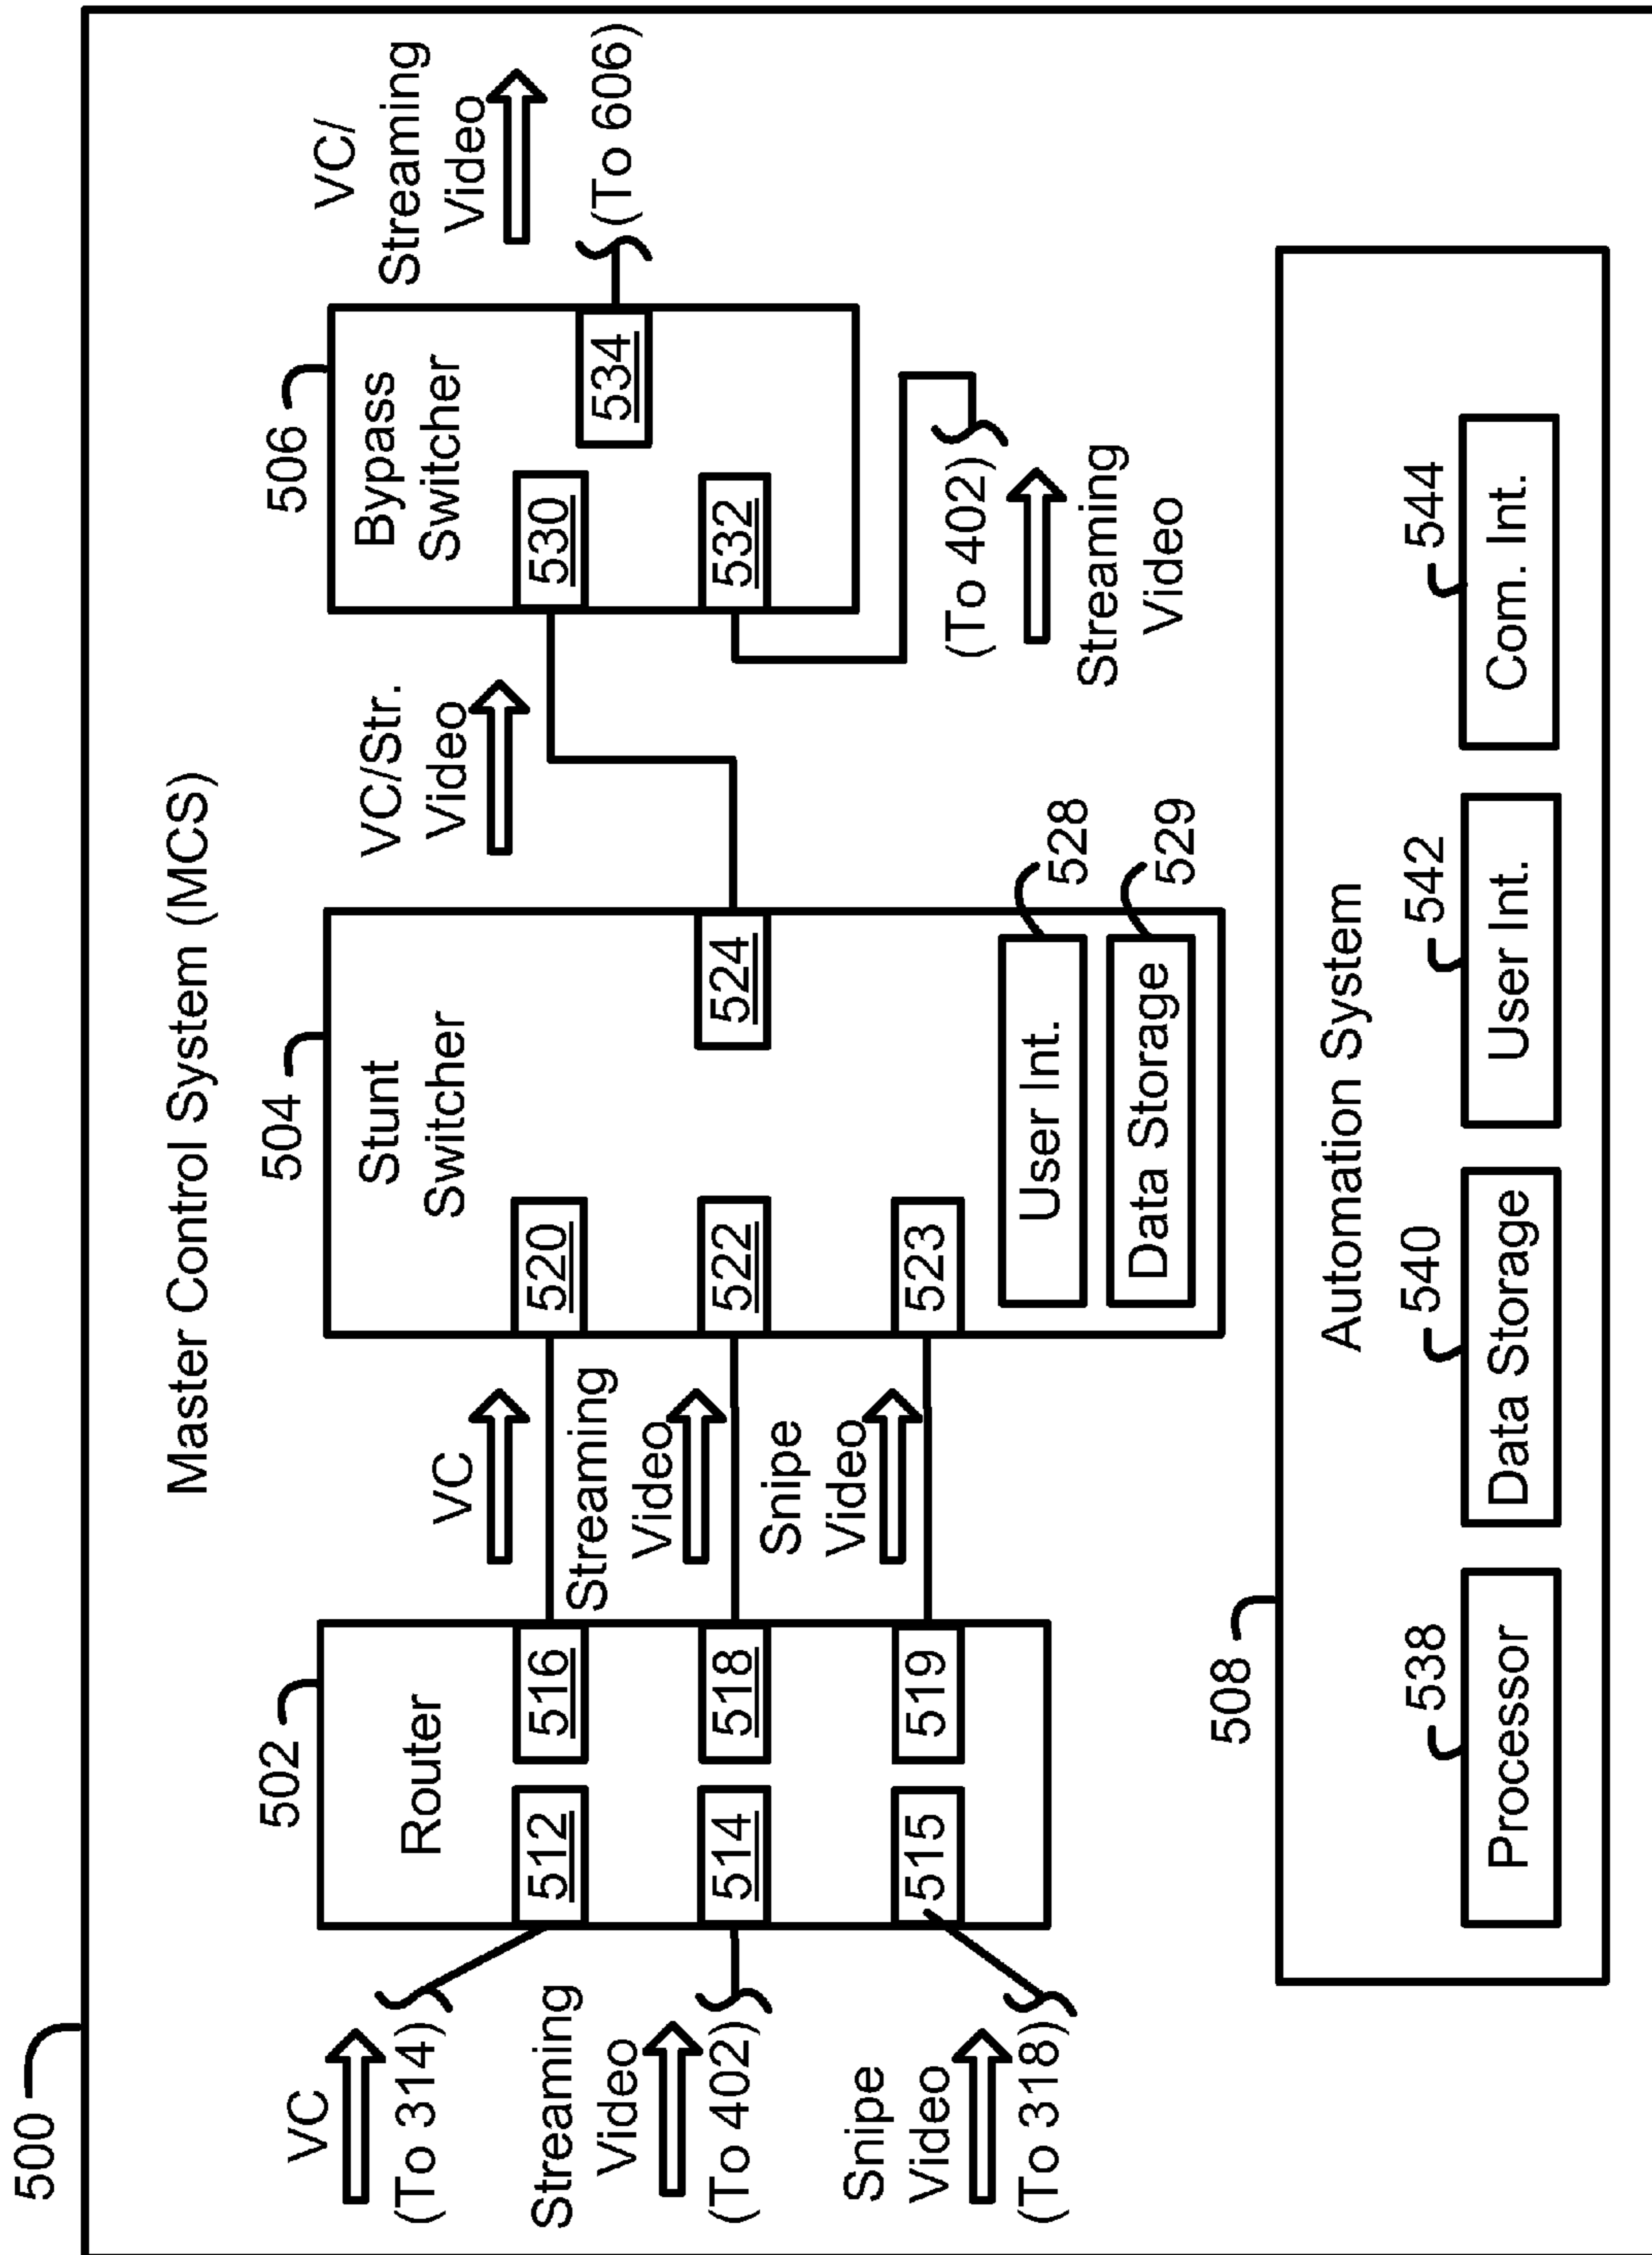 500
Master Control System (MCS)
VC
(To 314)
Streaming
Video
(To 402)
Snipe
Video
(To 318)
502
Router
512
516
514
518
515
519
VC
Streaming
Video
Snipe
Video
504
Stunt
Switcher
520
522
523
524
User Int.
528
Data Storage
529
VC/Str.
Video
506
Bypass
Switcher
530
532
534
VC/
Streaming
Video
(To 606)
(To 402)
Streaming
Video
508
Automation System
538
Processor
540
Data Storage
542
User Int.
544
Com. Int.